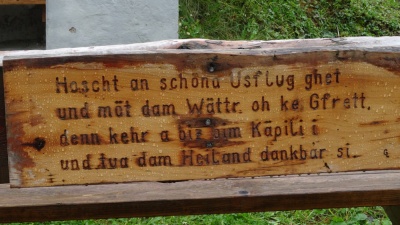 Hoscht an schöna Usflug ghet
und möt dam Wättr. oh ke Gfrett,
denn kehr a biz bim Käpili i
und tua dam Heiland dankbar si.